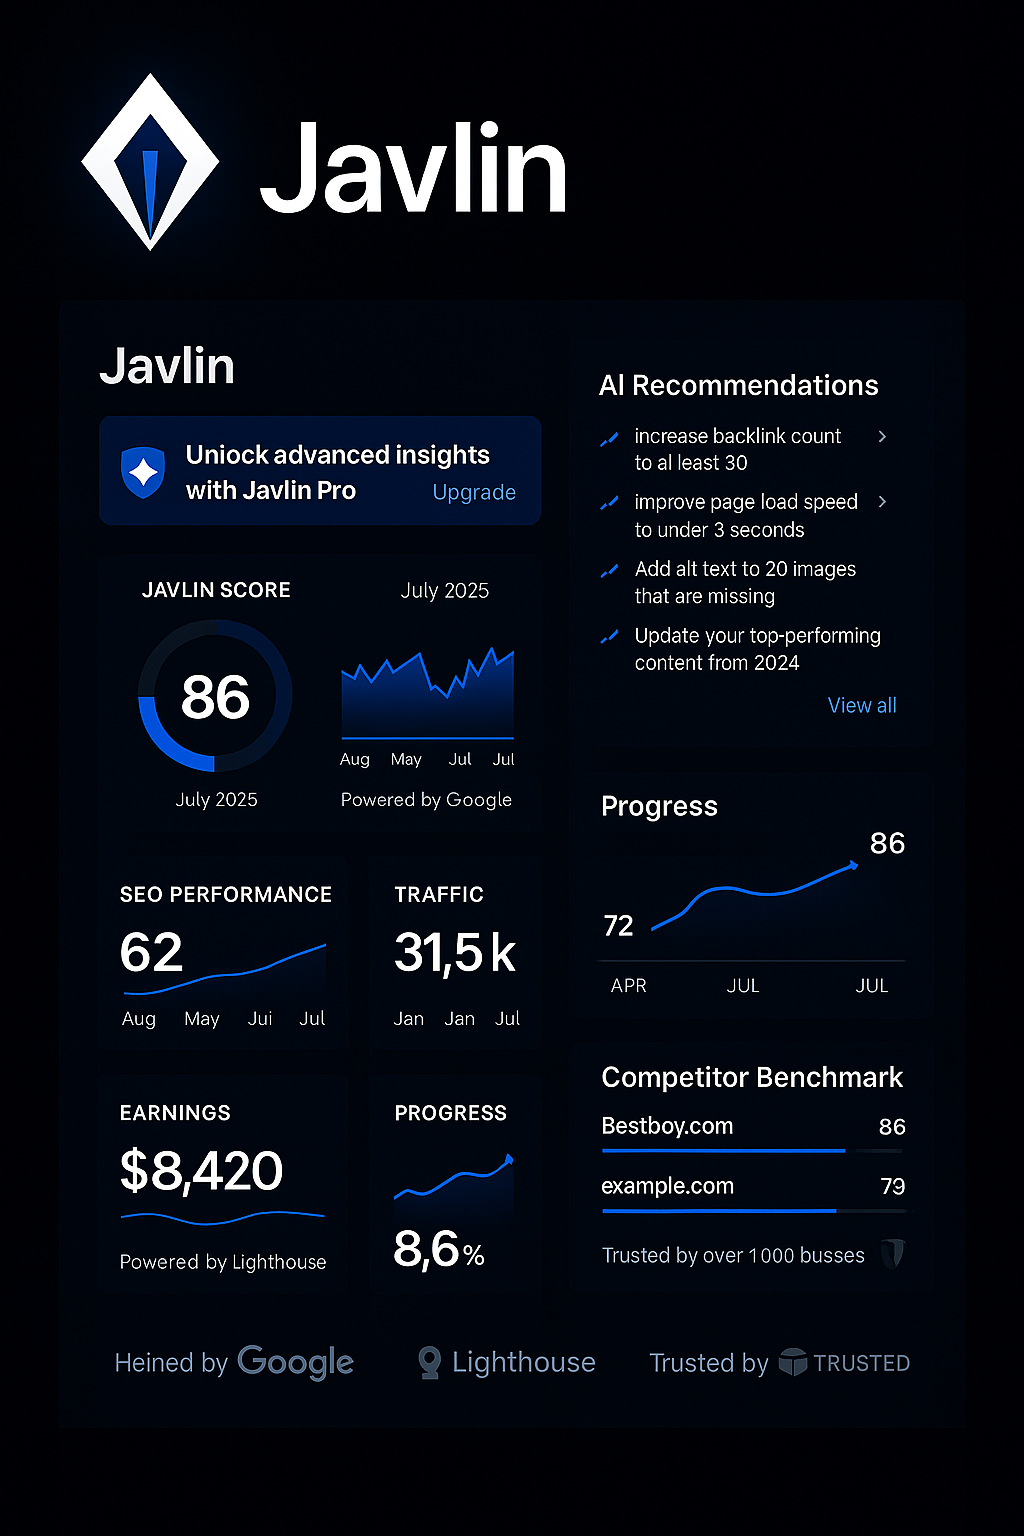 Javlin
Javlin
Uniock advanced insights
with Javlin Pro
Upgrade
JAVLIN SCORE
86
July 2025
July 2025
Aug May Jul Jul
Powered by Google
SEO PERFORMANCE
62
Aug May Jui Jul
TRAFFIC
31,5k
Jan Jan Jul
EARNINGS
$8,420
Powered by Lighthouse
PROGRESS
8,6%
AI Recommendations
increase backlink count
to al least 30
improve page load speed
to under 3 seconds
Add alt text to 20 images
that are missing
Update your top-performing
content from 2024
View all
Progress
86
72
APR JUL JUL
Competitor Benchmark
Bestboy.com 86
example.com 79
Trusted by over 1000 busses
Heined by Google
Lighthouse
Trusted by TRUSTED